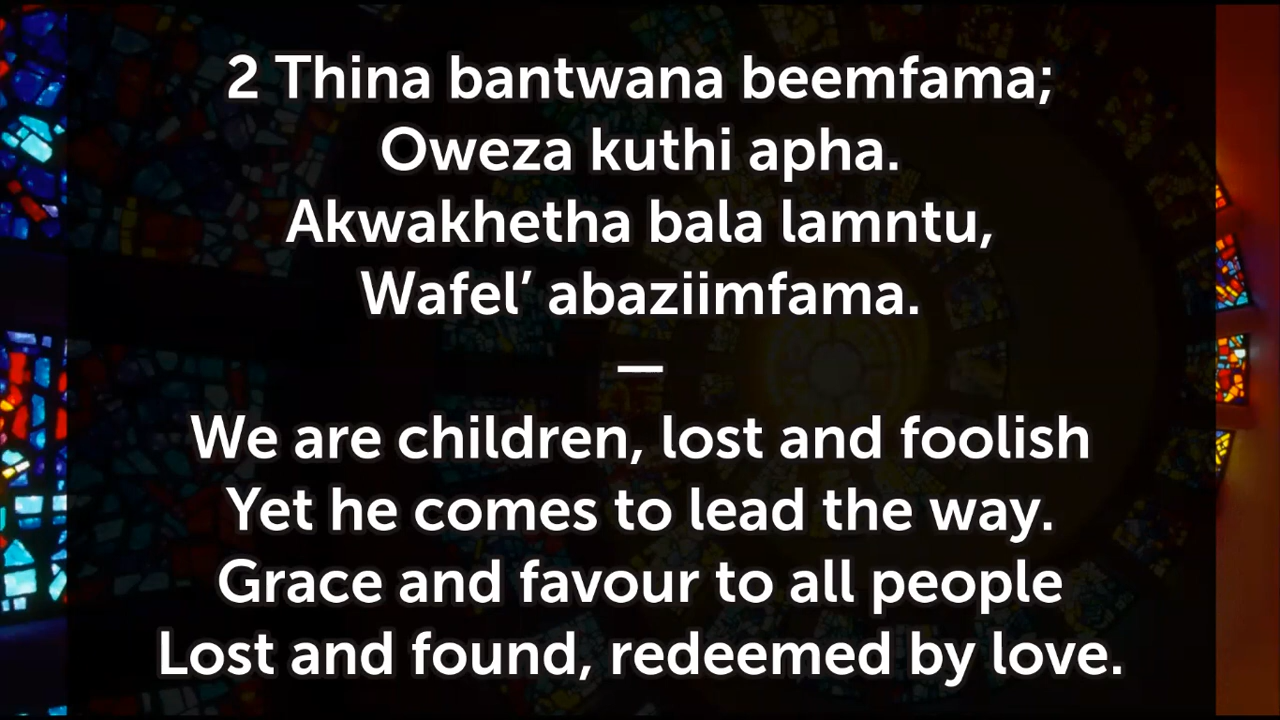 2 Thina bantwana beemfama;
Oweza kuthi apha.
Akwakhetha bala lamntu,
Wafel’ abaziimfama.
—
We are children, lost and foolish
Yet he comes to lead the way.
Grace and favour to all people
Lost and found, redeemed by love.